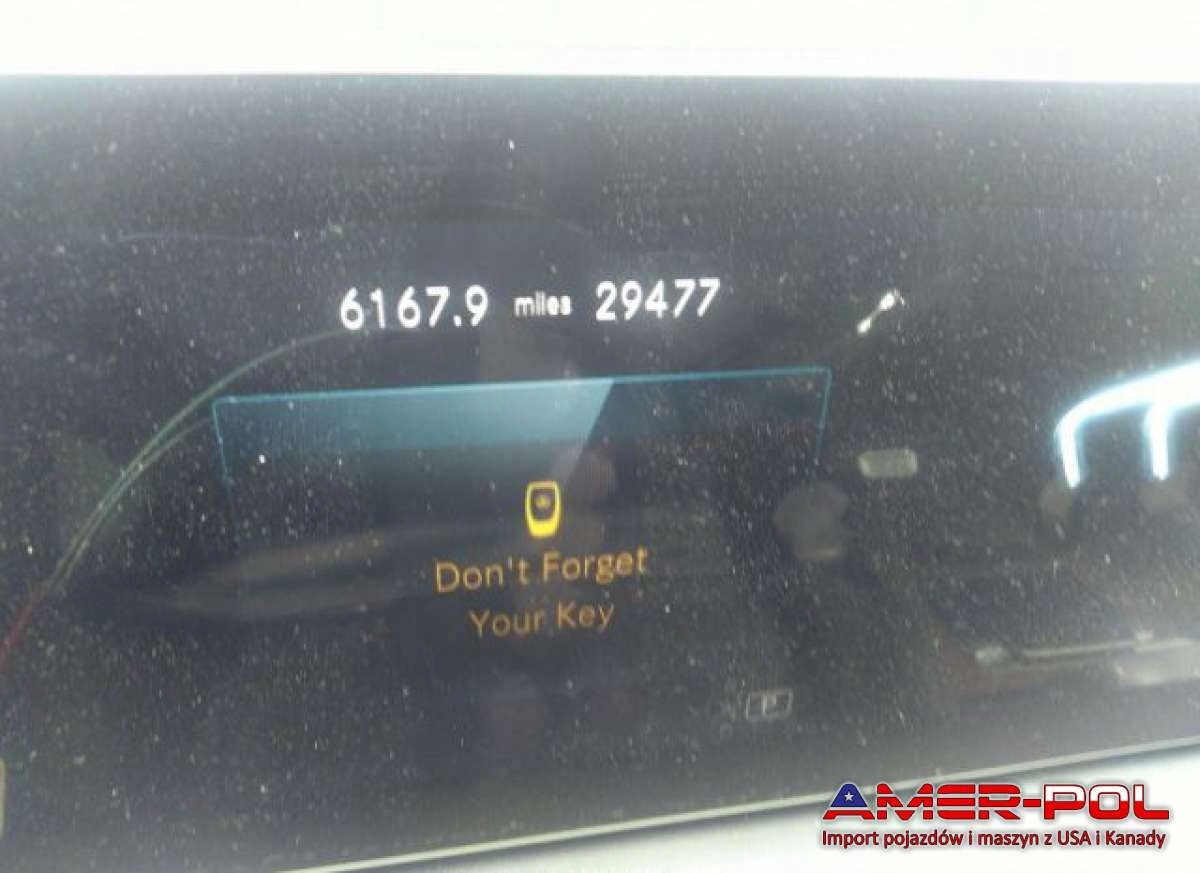 6167.9 miles 29477
Don't Forget
Your Key
P
AMER-POL
Import pojazdów i maszyn z USA i Kanady